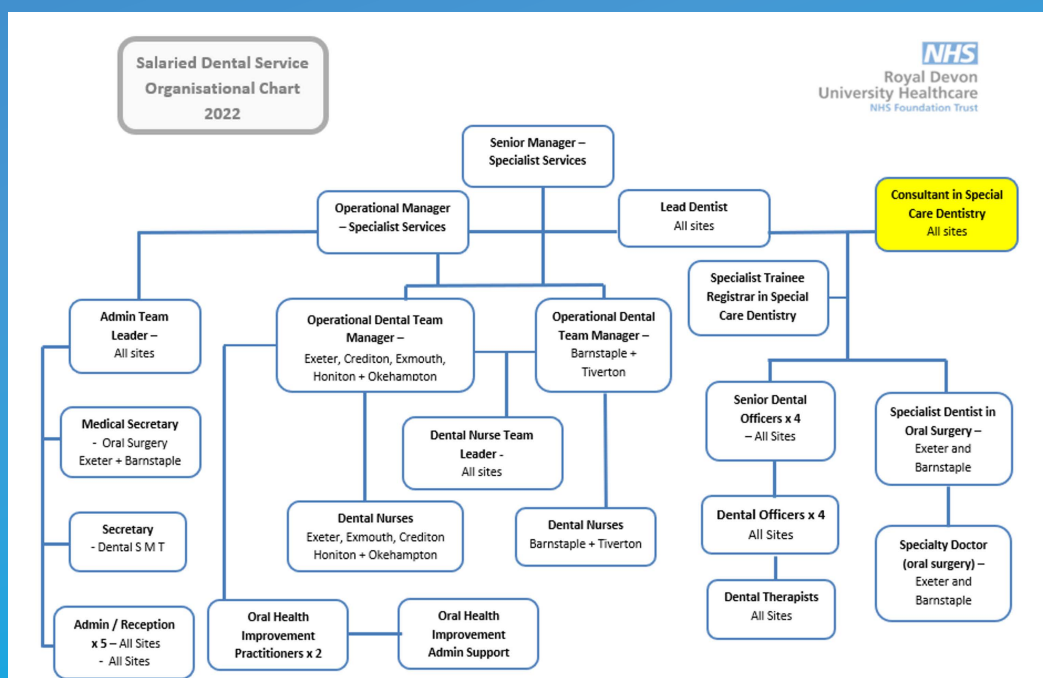 Salaried Dental Service
Organisational Chart
2022
NHS
Royal Devon
University Healthcare
NHS Foundation Trust
Senior Manager –
Specialist Services
Operational Manager
– Specialist Services
Lead Dentist
All sites
Consultant in Special
Care Dentistry
All sites
Specialist Trainee
Registrar in Special
Care Dentistry
Admin Team
Leader –
All sites
Operational Dental Team
Manager –
Exeter, Crediton, Exmouth,
Honiton + Okehampton
Operational Dental
Team Manager –
Barnstaple +
Tiverton
Senior Dental
Officers x 4
– All Sites
Specialist Dentist in
Oral Surgery –
Exeter and
Barnstaple
Medical Secretary
- Oral Surgery
Exeter + Barnstaple
Dental Nurse Team
Leader -
All sites
Dental Nurses
Exeter, Exmouth, Crediton
Honiton + Okehampton
Dental Nurses
Barnstaple + Tiverton
Dental Officers x 4
All Sites
Secretary
- Dental S M T
Specialty Doctor
(oral surgery) –
Exeter and
Barnstaple
Dental Therapists
All Sites
Admin / Reception
x 5 – All Sites
- All Sites
Oral Health
Improvement
Practitioners x 2
Oral Health
Improvement
Admin Support